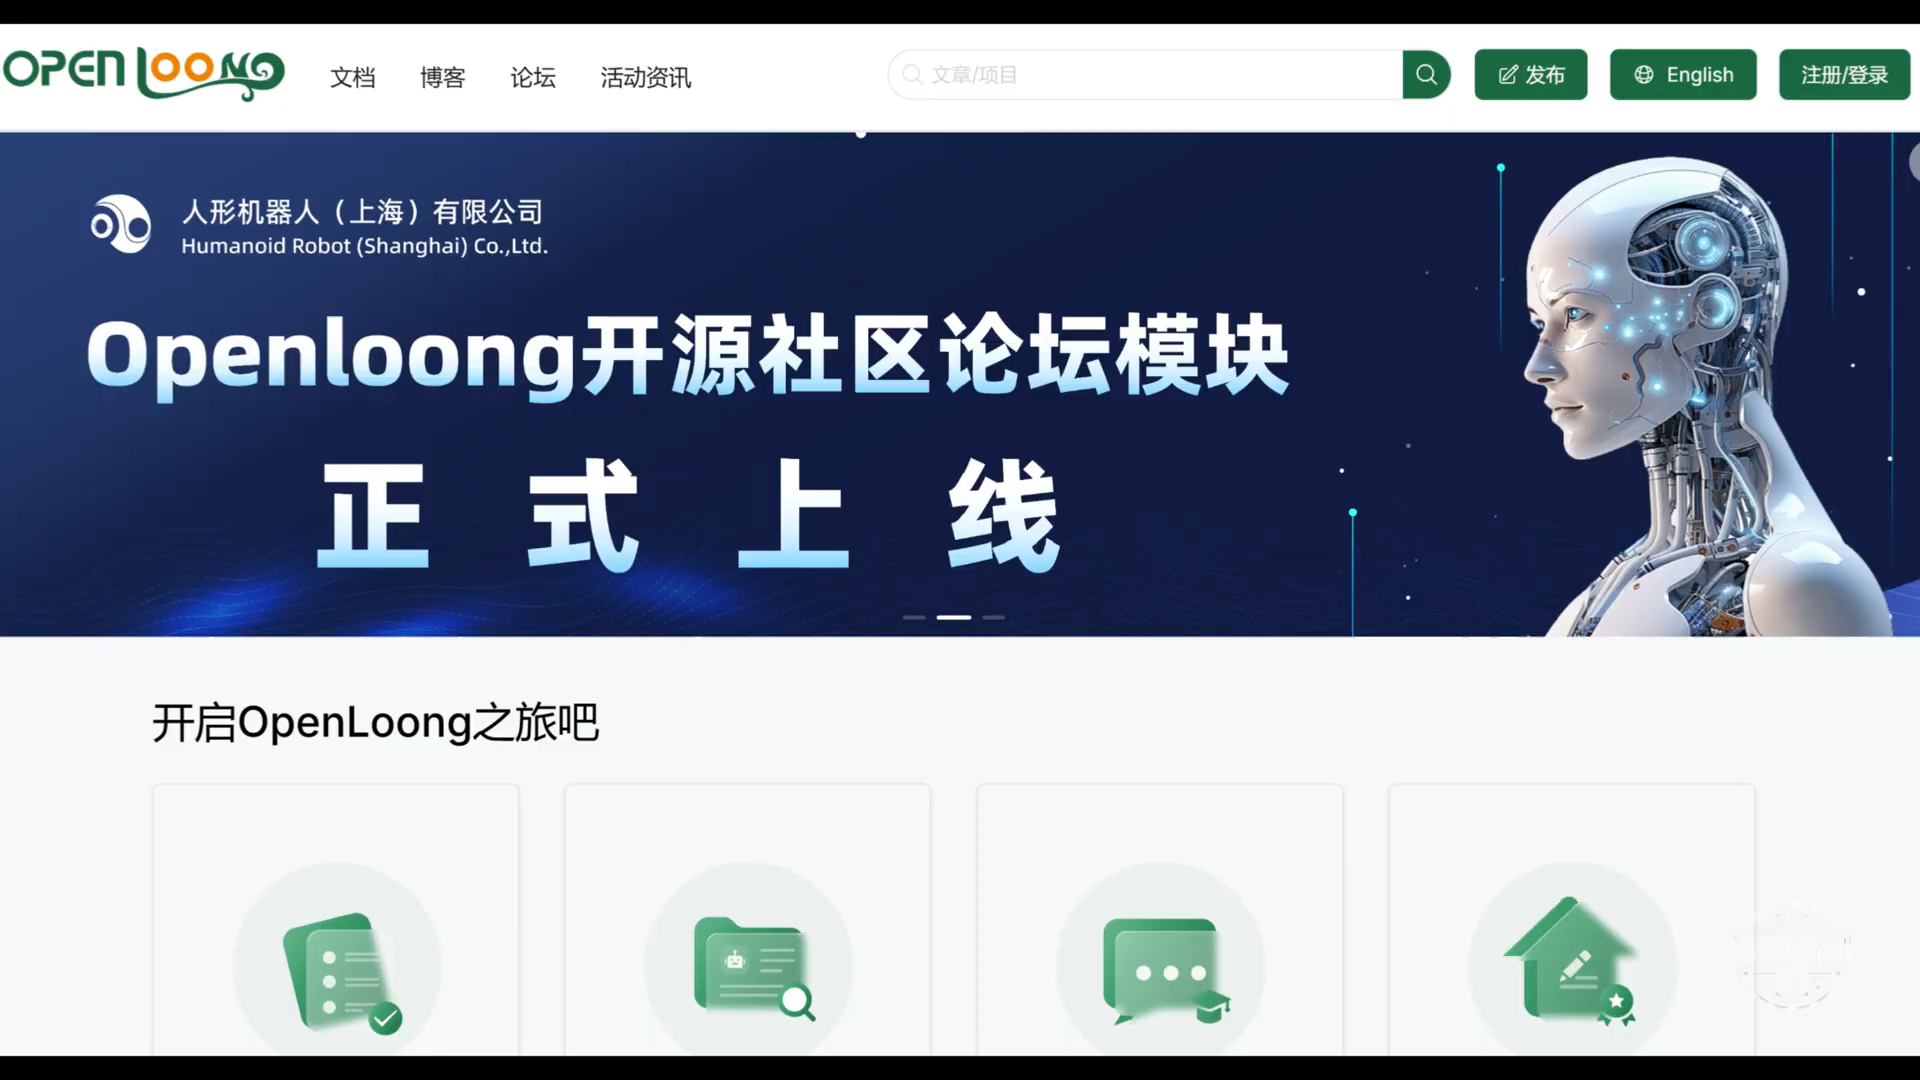 OPENLOONG
文档
博客
论坛
活动资讯
文章/项目
发布
English
注册/登录
人形机器人（上海）有限公司
Humanoid Robot (Shanghai) Co.,Ltd.
Openloong开源社区论坛模块
正式上线
开启OpenLoong之旅吧